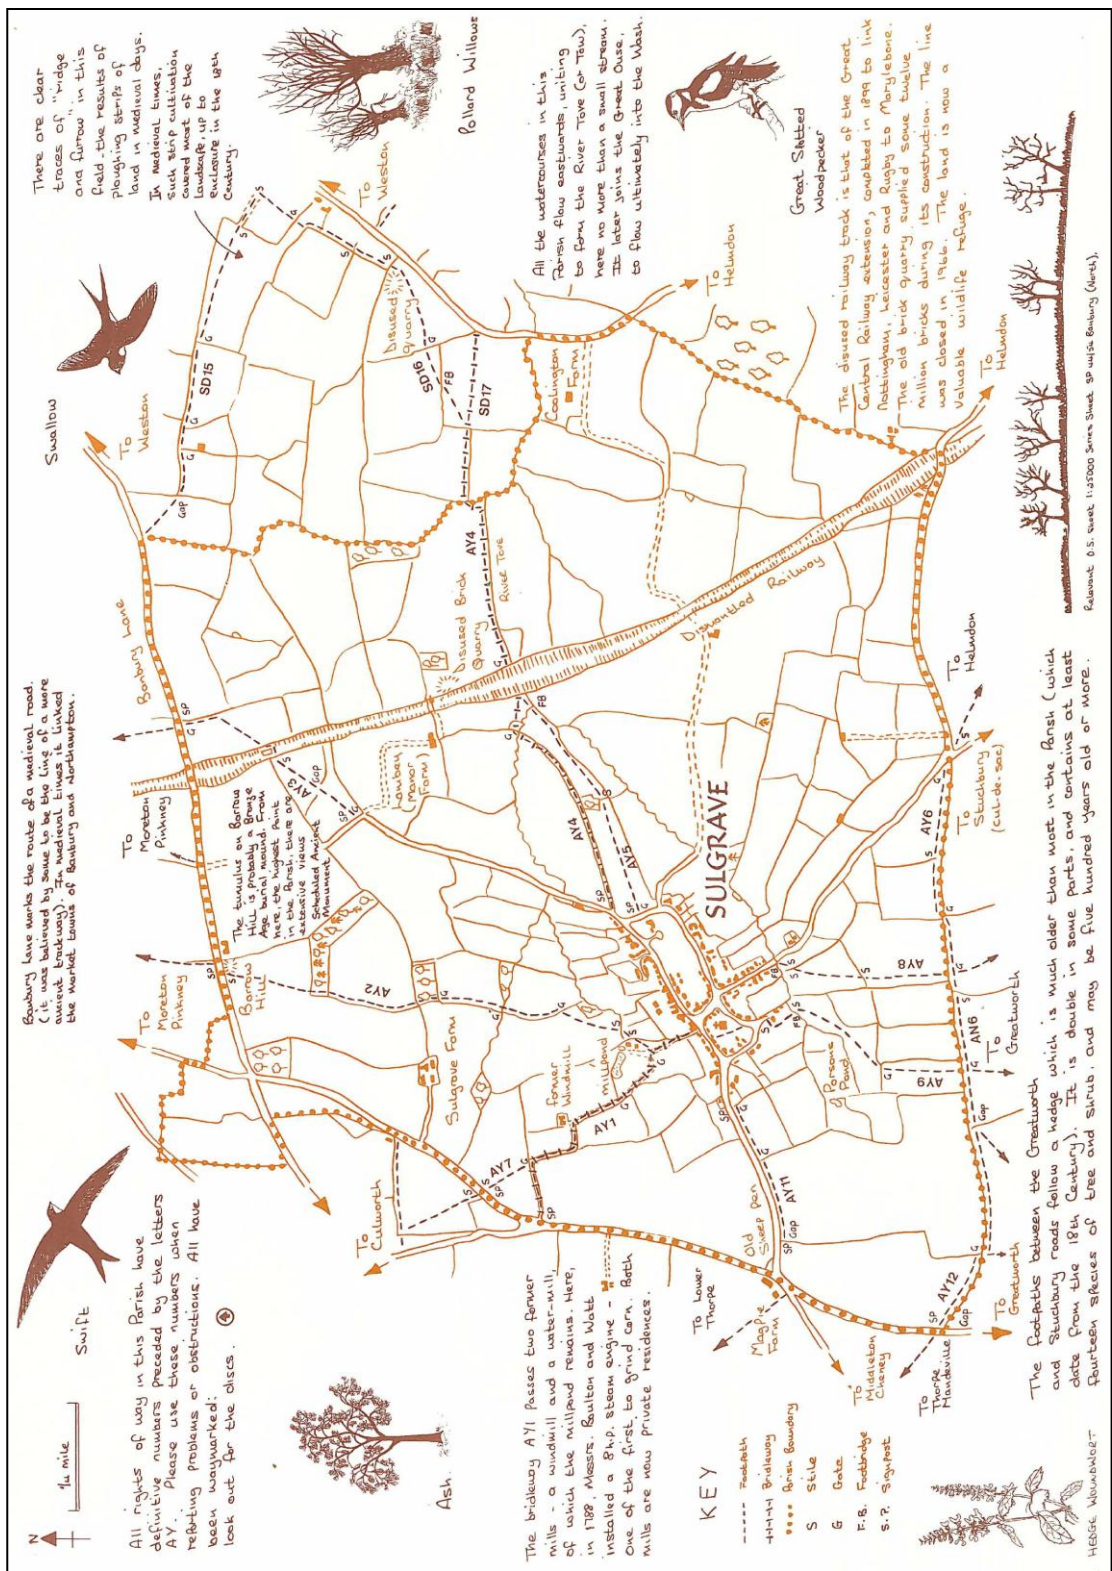 N
1/4 mile
Swift
All rights of way in this Parish have
definitive numbers preceded by the letters
AY. Please use these numbers when
reporting problems or obstructions. All have
been waymarked:
look out for the discs.
Ash.
The bridleway AY1 passes two former
mills - a windmill and a water-mill,
of which the millpond remains. Here,
in 1788, Messrs. Boulton and Watt
installed a 8h.p. steam engine -
one of the first, to grind corn. Both
mills are now private residences.
KEY
Footpath
Bridleway
Parish Boundary
S Stile
G Gate
F.B. Footbridge
S.P. Signpost
HEDGE WOUNDWORT
Banbury Lane marks the route of a medieval road.
(it was believed by some to be the line of a more
ancient trackway). In medieval times it linked
the market towns of Banbury and Northampton.
Swallow
There are clear
traces of "ridge
and furrow" in this
field - the results of
ploughing strips of
land in medieval days.
In medieval times,
such strip cultivation
covered most of the
landscape, up to
enclosure in the 18th
Century.
Pollard Willows
All the watercourses in this
Parish flow eastwards, uniting
to form the River Tove (or Tow),
here no more than a small stream.
It later joins the Great Ouse,
to flow ultimately into the Wash.
Great Spotted
Woodpecker
The disused railway track is that of the Great
Central Railway extension, completed in 1899 to link
Nottingham, Leicester and Rugby to Marylebone.
The old brick quarry supplied some twelve
million bricks during its construction. The line
was closed in 1966. The land is now a
valuable wildlife refuge.
The tumulus on Barrow
Hill is probably a Bronze
Age burial mound. From
here, the highest point
in the Parish, there are
extensive views
Scheduled Ancient
Monument
To
Moreton
Pinkney
To
Moreton
Pinkney
Banbury Lane
To
Weston
To
Weston
To
Culworth
Barrow
Hill
Sulgrave Farm
Former
Windmill
Millpond
Lombey
Manor
Farm
Disused Brick
Quarry
Disused
Quarry
River Tove
Coolington
Farm
Dismantled Railway
SULGRAVE
Parsons
Pond
Old
Sheep Pen
Magpie
Farm
To Lower
Thorpe
To
Middleton
Cheney
To
Thorpe
Mandeville
To
Greatworth
To
Greatworth
To
Stuchbury
(cul-de-sac)
To
Helmdon
To
Helmdon
To
Helmdon
AY1
AY2
AY3
AY4
AY4
AY5
AY6
AY7
AY8
AY9
AY11
AY12
AN6
SD15
SD16
SD17
The footpaths between the Greatworth
and Stuchbury roads follow a hedge which is much older than most in the Parish (which
date from the 18th Century). It is double in some parts, and contains at least
fourteen species of tree and shrub, and may be five hundred years old or more.
Relevant O.S. Sheet 1:25000 Series Sheet SP 44/54 Banbury (North).